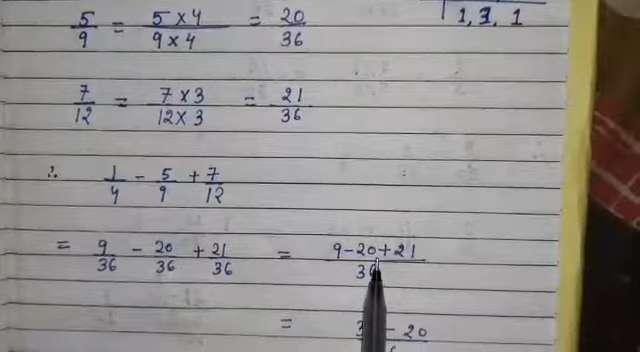 1, 3, 1
5/9 = 5 × 4 / 9 × 4 = 20/36
7/12 = 7 × 3 / 12 × 3 = 21/36
∴ 1/4 - 5/9 + 7/12
= 9/36 - 20/36 + 21/36 = 9 - 20 + 21 / 36
= - 20